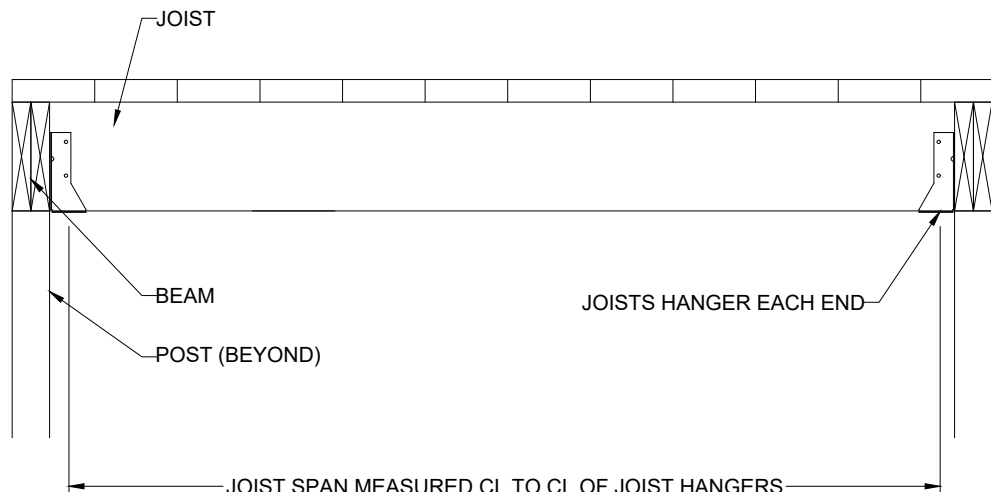 JOIST
BEAM
JOISTS HANGER EACH END
POST (BEYOND)
JOIST SPAN MEASURED CL TO CL OF JOIST HANGERS